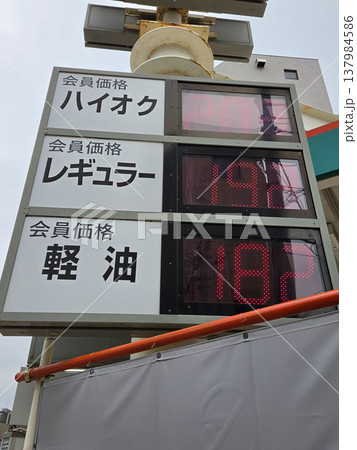 会員価格
ハイオク
会員価格
レギュラー
192
会員価格
軽油
182
PIXTA
pixta.jp - 137984586